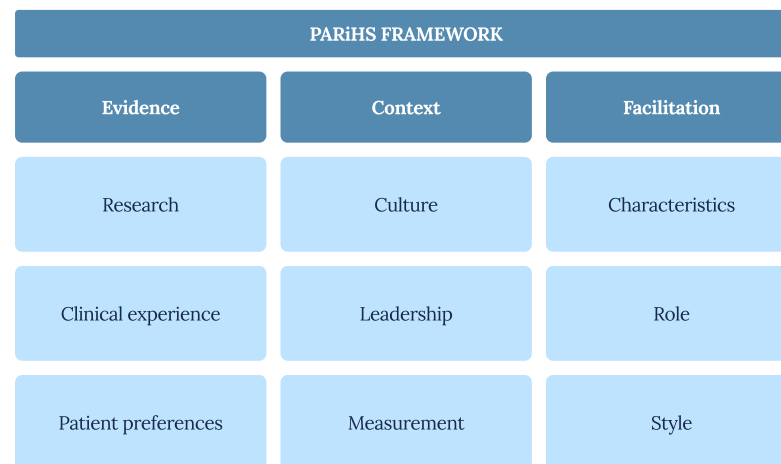 PARiHS FRAMEWORK
Evidence
Context
Facilitation
Research
Culture
Characteristics
Clinical experience
Leadership
Role
Patient preferences
Measurement
Style